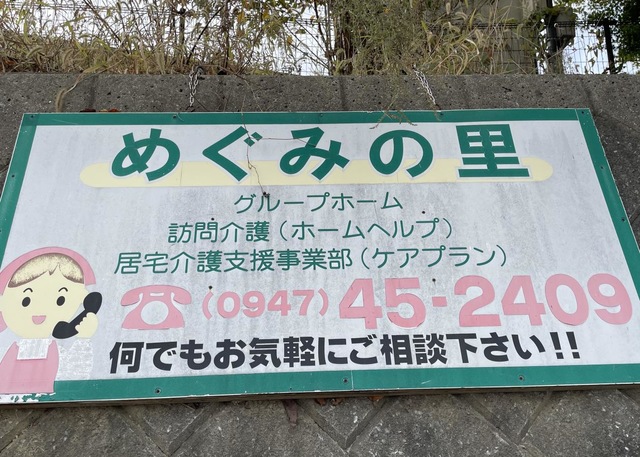 めぐみの里
グループホーム
訪問介護(ホームヘルプ)
居宅介護支援事業部(ケアプラン)
(0947)45-2409
何でもお気軽にご相談下さい!!